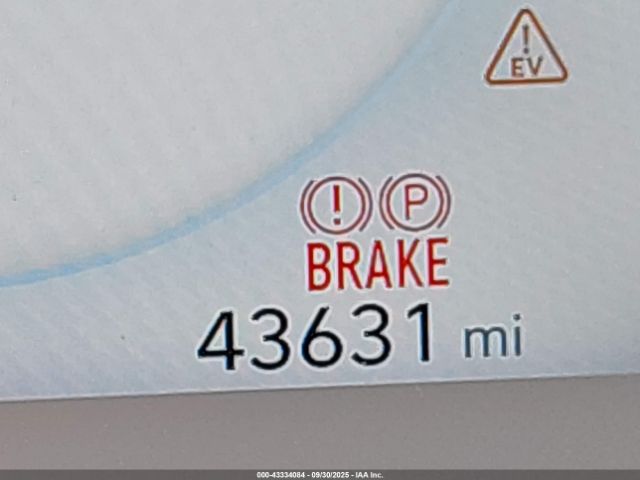 !
EV
! P
BRAKE
43631 mi
000-43334084 - 09/30/2025 - IAA Inc.